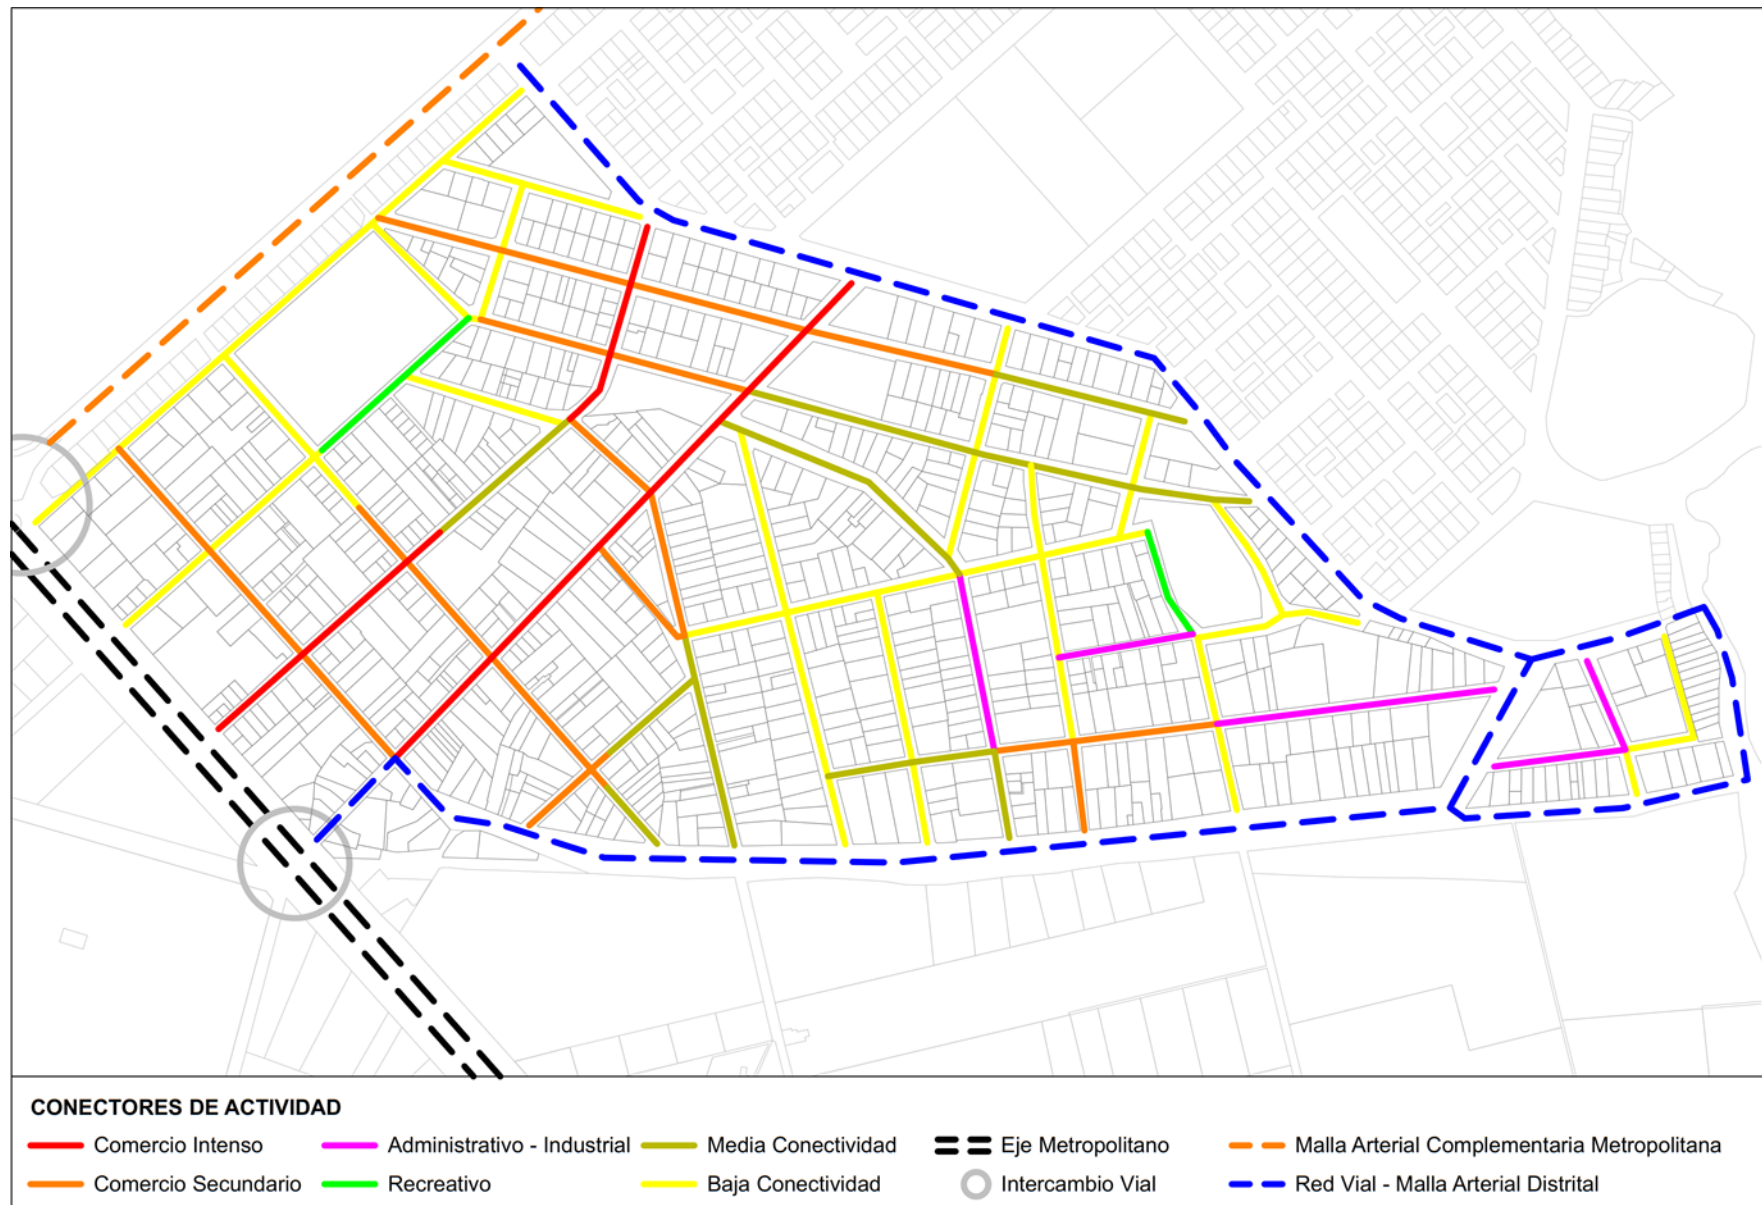 CONECTORES DE ACTIVIDAD
Comercio Intenso
Administrativo - Industrial
Media Conectividad
Eje Metropolitano
Malla Arterial Complementaria Metropolitana
Comercio Secundario
Recreativo
Baja Conectividad
Intercambio Vial
Red Vial - Malla Arterial Distrital